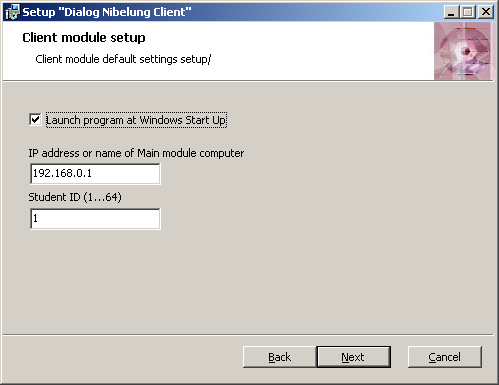 Setup "Dialog Nibelung Client"
Client module setup
Client module default settings setup/
Launch program at Windows Start Up
IP address or name of Main module computer
192.168.0.1
Student ID (1...64)
1
Back Next Cancel